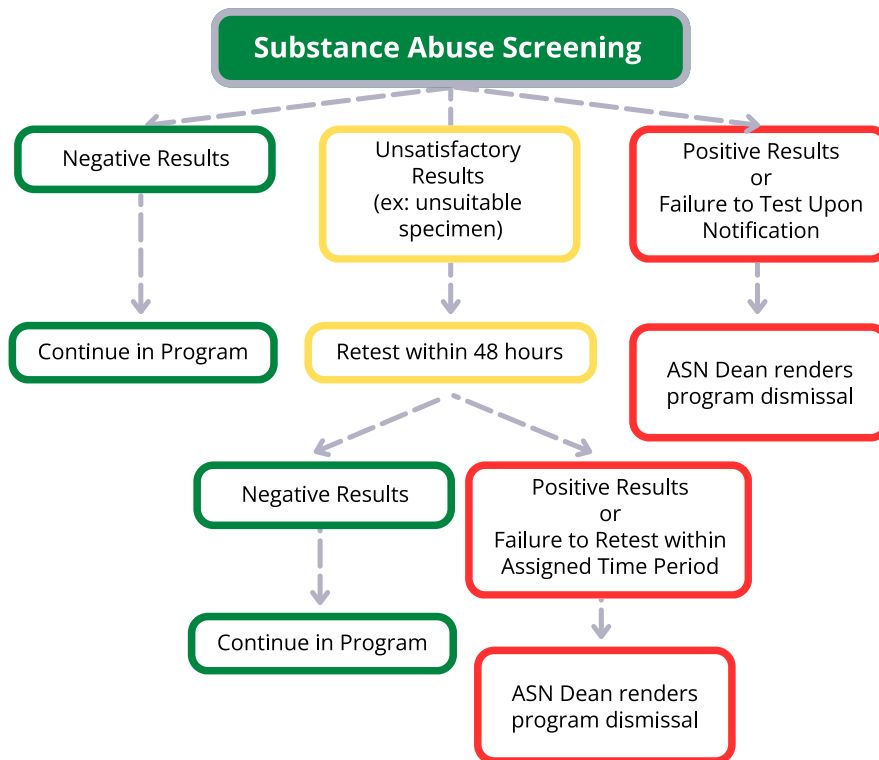 Substance Abuse Screening
Negative Results
Unsatisfactory
Results
(ex: unsuitable
specimen)
Positive Results
or
Failure to Test Upon
Notification
Continue in Program
Retest within 48 hours
ASN Dean renders
program dismissal
Negative Results
Positive Results
or
Failure to Retest within
Assigned Time Period
Continue in Program
ASN Dean renders
program dismissal